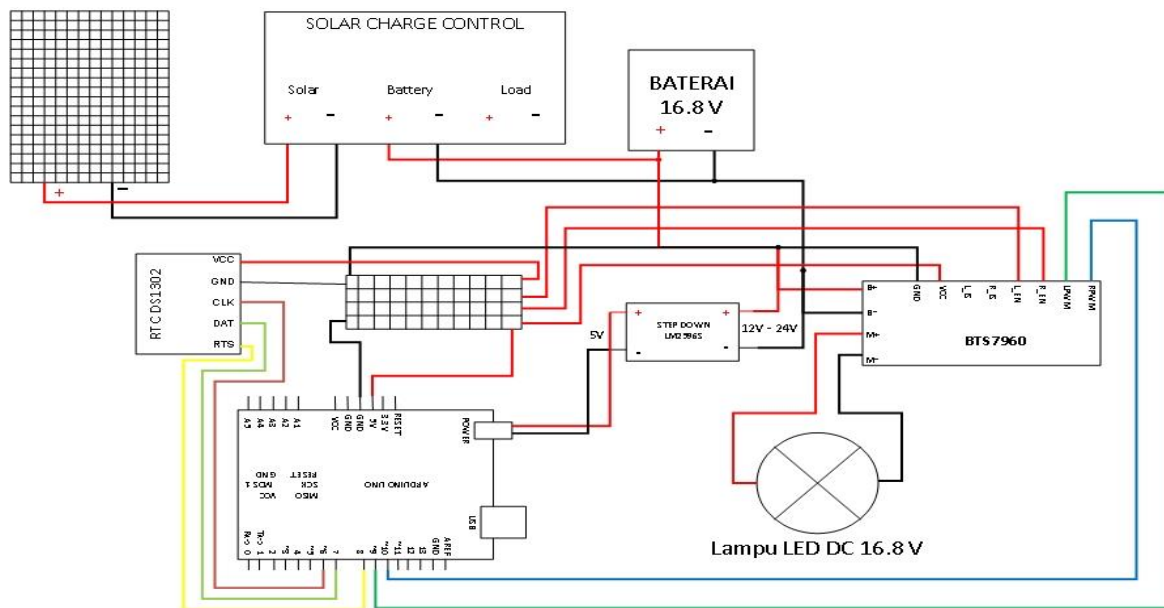 SOLAR CHARGE CONTROL
Solar
Battery
Load
+
-
+
-
+
-
BATERAI
16.8 V
+
-
+
-
RTC DS1302
VCC
GND
CLK
DAT
RTS
5V
+
-
STEP DOWN
LM2596S
+
-
12V - 24V
B+
B-
M+
M-
GND
VCC
L_IS
R_IS
L_EN
R_EN
LPWM
RPWM
BTS7960
Lampu LED DC 16.8 V
A5
A4
A3
A2
A1
VCC
GND
GND
5V
3.3V
RESET
POWER
GND
RESET
VCC
SCK
MISO
ARDUINO UNO
USB
Rx> 0
Tx> 1
2
~3
4
~5
~6
7
8
~9
~10
~11
12
13
GND
AREF